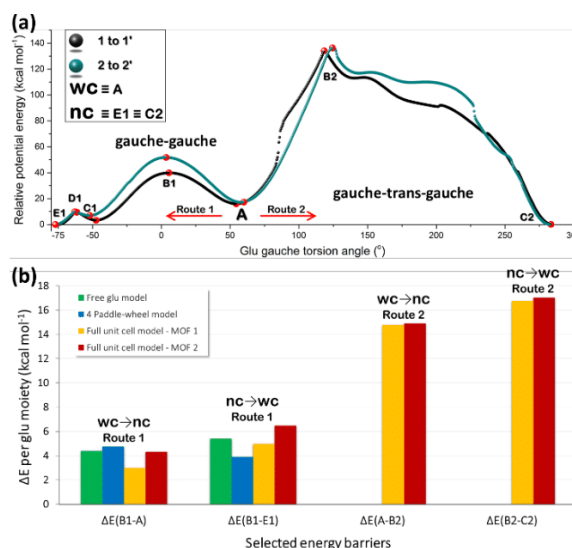 (a)
Relative potential energy (kcal mol⁻¹)
140
120
100
80
60
40
20
0
1 to 1'
2 to 2'
wc ≡ A
nc ≡ E1 ≡ C2
gauche-gauche
gauche-trans-gauche
E1
D1
C1
B1
A
B2
C2
Route 1
Route 2
-75 -50 0 50 100 150 200 250 300
Glu gauche torsion angle (°)
(b)
ΔE per glu moiety (kcal mol⁻¹)
18
16
14
12
10
8
6
4
2
0
Free glu model
4 Paddle-wheel model
Full unit cell model - MOF 1
Full unit cell model - MOF 2
wc→nc
Route 1
nc→wc
Route 1
wc→nc
Route 2
nc→wc
Route 2
ΔE(B1-A) ΔE(B1-E1) ΔE(A-B2) ΔE(B2-C2)
Selected energy barriers